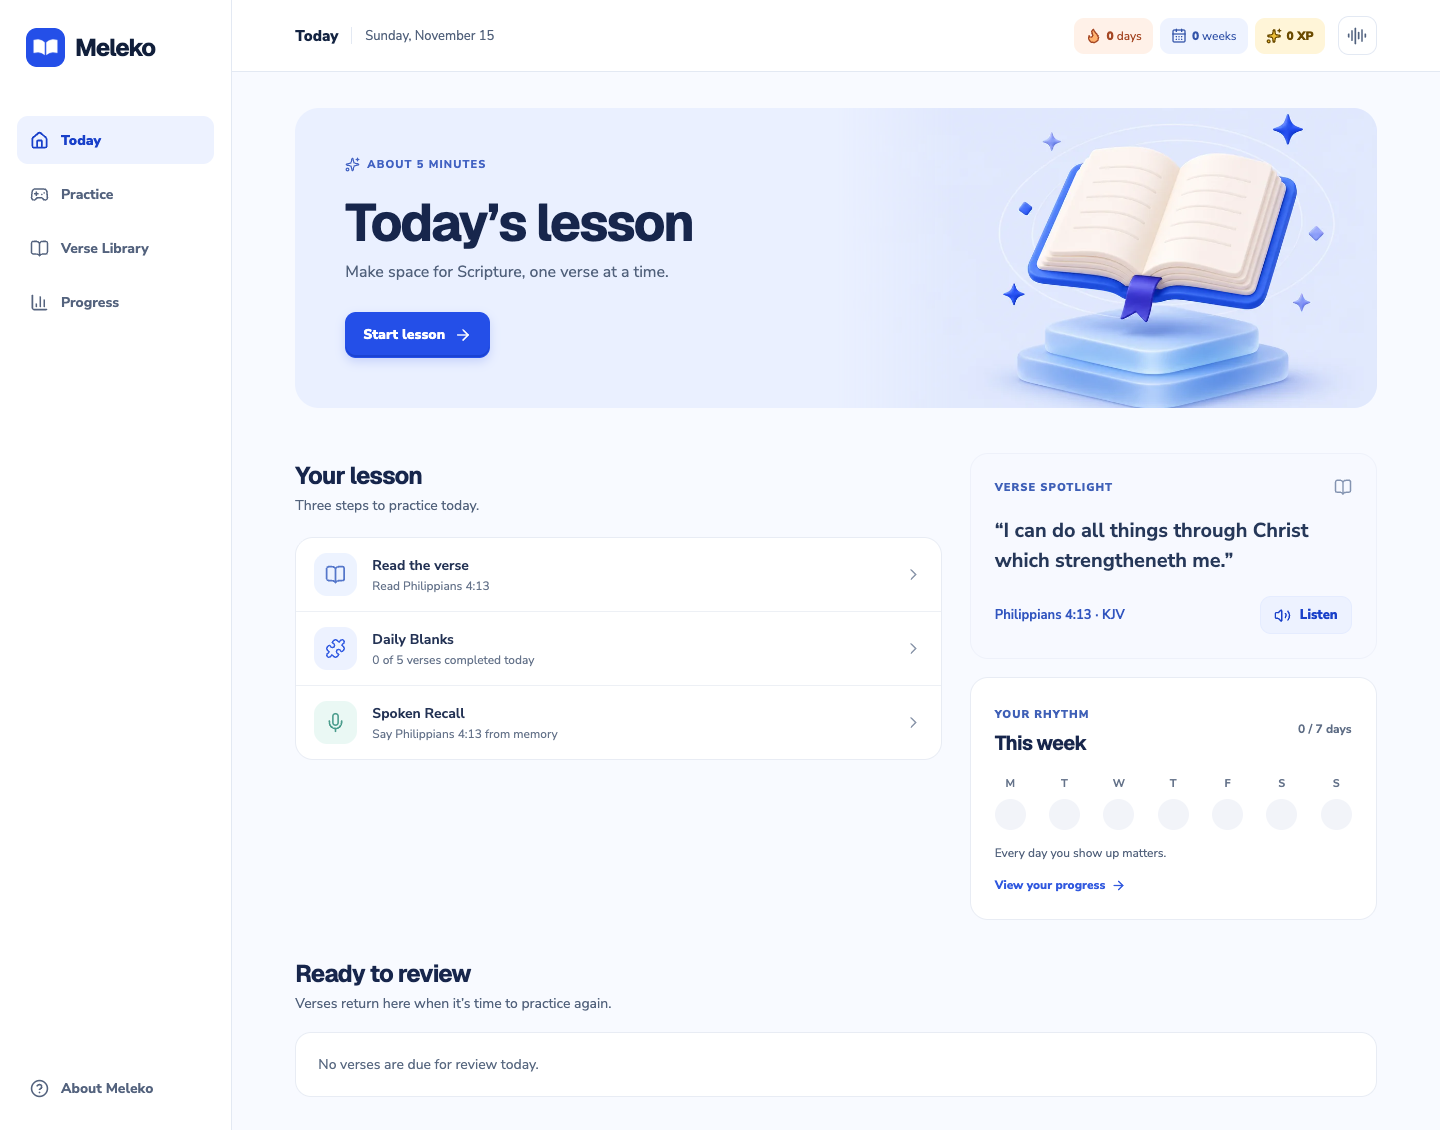 Meleko
Today
Practice
Verse Library
Progress
About Meleko
Today
Sunday, November 15
0 days
0 weeks
0 XP
ABOUT 5 MINUTES
Today’s lesson
Make space for Scripture, one verse at a time.
Start lesson
Your lesson
Three steps to practice today.
Read the verse
Read Philippians 4:13
Daily Blanks
0 of 5 verses completed today
Spoken Recall
Say Philippians 4:13 from memory
VERSE SPOTLIGHT
“I can do all things through Christ
which strengtheneth me.”
Philippians 4:13 · KJV
Listen
YOUR RHYTHM
This week
0 / 7 days
M T W T F S S
Every day you show up matters.
View your progress
Ready to review
Verses return here when it’s time to practice again.
No verses are due for review today.